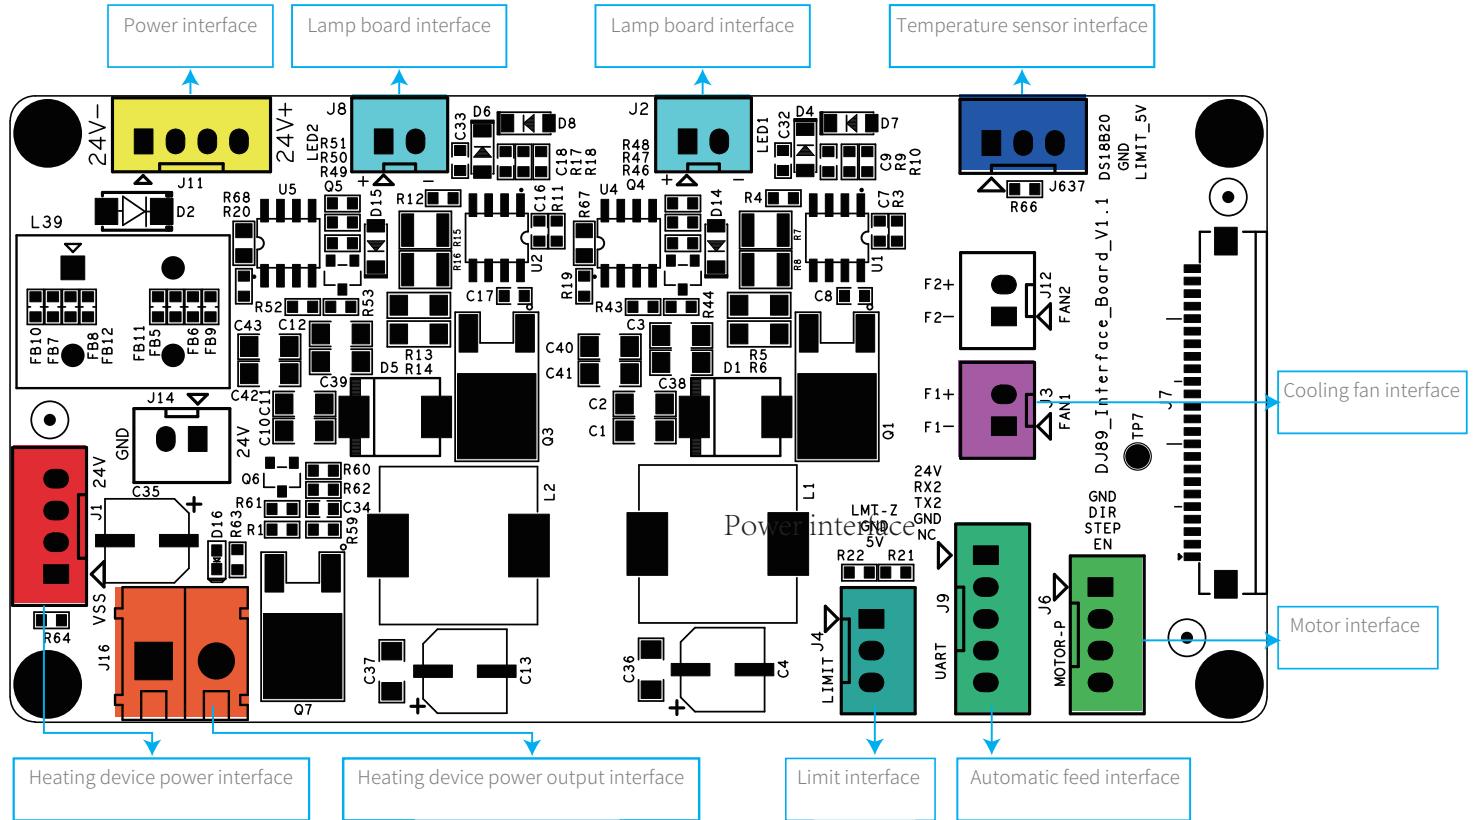 Power interface
Lamp board interface
Lamp board interface
Temperature sensor interface
24V-
24V+
J11
J8
LED2
R51
R50
R49
+
-
C33
D6
D8
C18
R17
R18
J2
LED1
R48
R47
R46
+
-
C32
D4
D7
C9
R9
R10
DS18B20
GND
LIMIT_5V
J637
R66
D2
L39
R68
R20
U5
Q5
D15
R12
R15
R16
C16
R11
U2
R67
U4
Q4
D14
R4
R7
R8
C7
R3
U1
R19
C17
C8
R52
R53
R43
R44
FB10
FB7
FB8
FB12
FB11
FB5
FB6
FB9
C43
C12
C42
C11
C10
C39
D5
R13
R14
Q3
C40
C41
C3
C2
C1
C38
D1
R5
R6
Q1
F2+
F2-
J12
FAN2
F1+
F1-
J3
FAN1
DJ89_Interface_Board_V1.1
TP7
J7
Cooling fan interface
J14
GND
24V
24V
J1
VSS
C35
+
D16
R63
Q6
R60
R62
R61
C34
R1
R59
L2
L1
Power interface
LMT-Z
GND
5V
R22
R21
24V
RX2
TX2
GND
NC
GND
DIR
STEP
EN
R64
J16
Q7
C37
C13
+
C36
C4
+
J4
LIMIT
J9
UART
J6
MOTOR-P
Motor interface
Heating device power interface
Heating device power output interface
Limit interface
Automatic feed interface